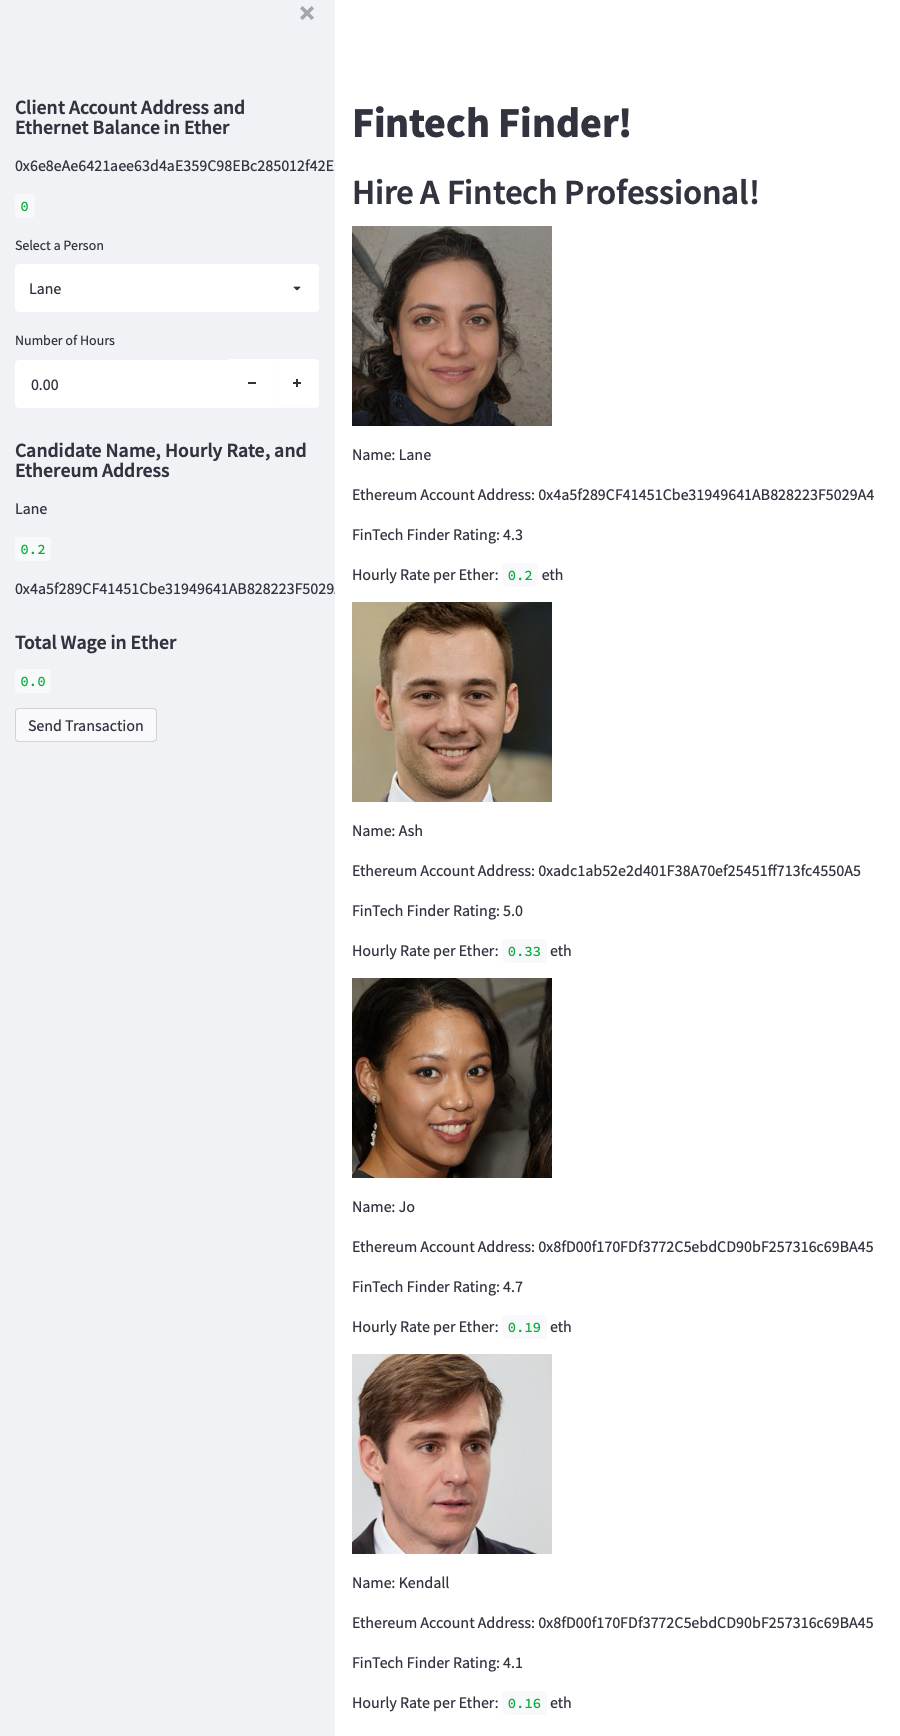 Client Account Address and
Ethernet Balance in Ether
0x6e8eAe6421aee63d4aE359C98EBc285012f42E
0
Select a Person
Lane
Number of Hours
0.00
Candidate Name, Hourly Rate, and
Ethereum Address
Lane
0.2
0x4a5f289CF41451Cbe31949641AB828223F5029
Total Wage in Ether
0.0
Send Transaction
Fintech Finder!
Hire A Fintech Professional!
Name: Lane
Ethereum Account Address: 0x4a5f289CF41451Cbe31949641AB828223F5029A4
FinTech Finder Rating: 4.3
Hourly Rate per Ether: 0.2 eth
Name: Ash
Ethereum Account Address: 0xadc1ab52e2d401F38A70ef25451ff713fc4550A5
FinTech Finder Rating: 5.0
Hourly Rate per Ether: 0.33 eth
Name: Jo
Ethereum Account Address: 0x8fD00f170FDf3772C5ebdCD90bF257316c69BA45
FinTech Finder Rating: 4.7
Hourly Rate per Ether: 0.19 eth
Name: Kendall
Ethereum Account Address: 0x8fD00f170FDf3772C5ebdCD90bF257316c69BA45
FinTech Finder Rating: 4.1
Hourly Rate per Ether: 0.16 eth